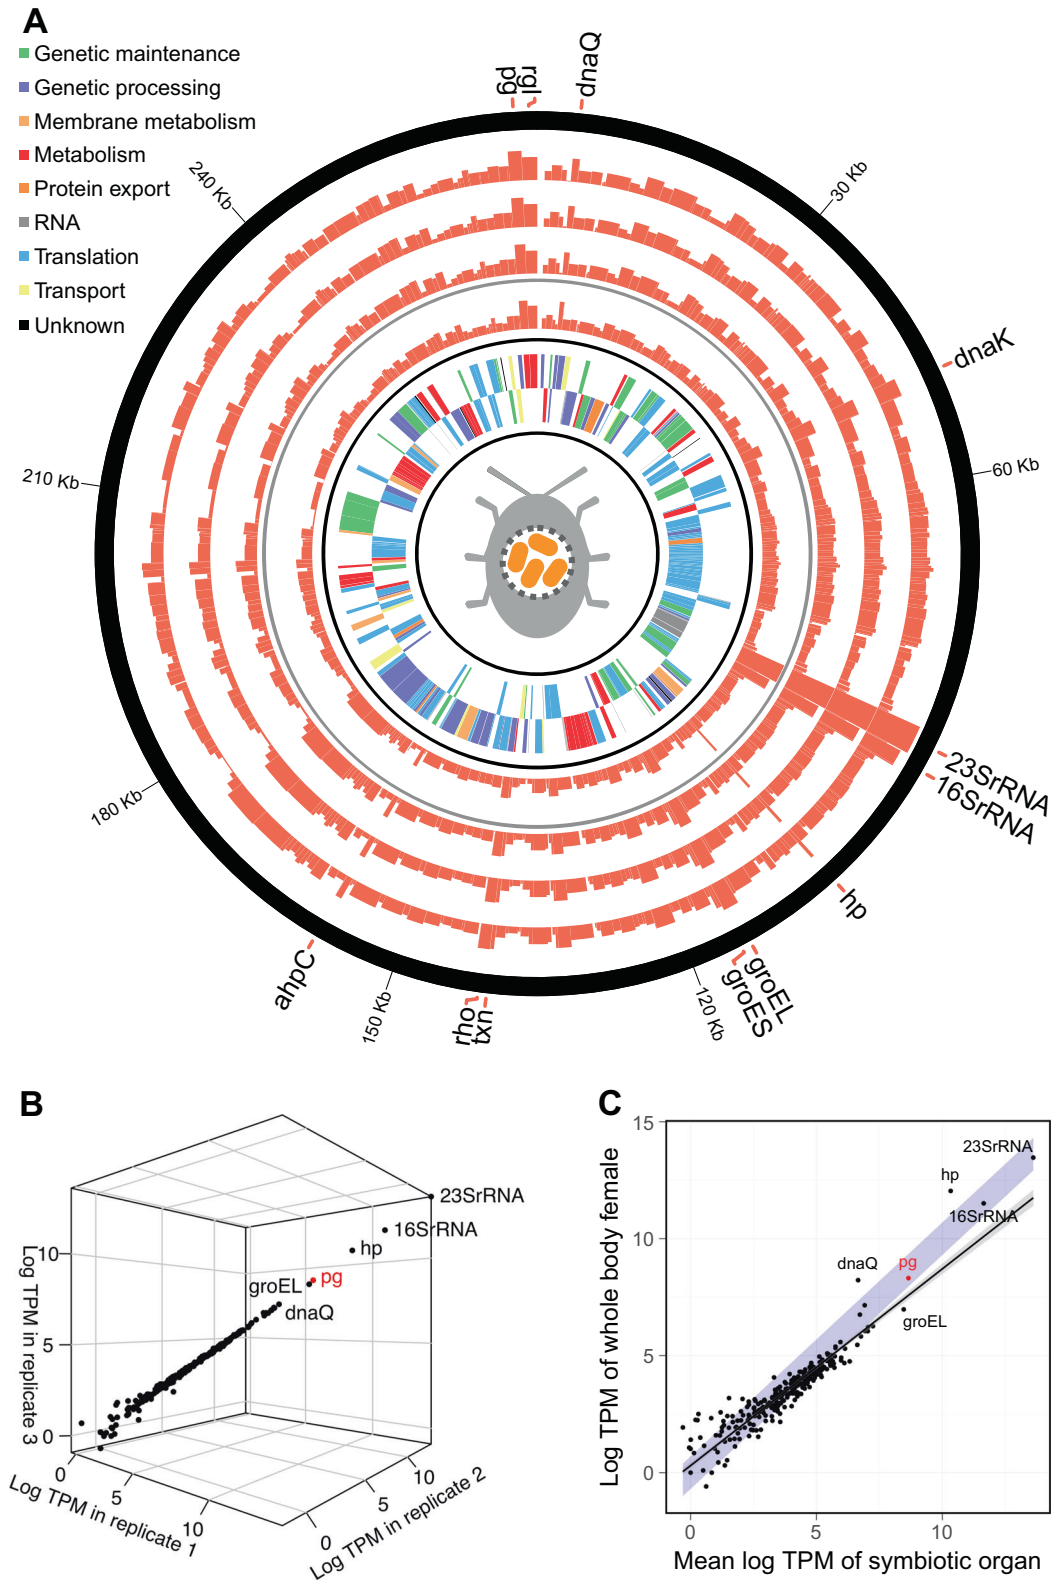 A
Genetic maintenance
Genetic processing
Membrane metabolism
Metabolism
Protein export
RNA
Translation
Transport
Unknown
pg
rgl
dnaQ
30 Kb
dnaK
60 Kb
23SrRNA
16SrRNA
hp
groEL
groES
120 Kb
txn
rho
150 Kb
ahpC
180 Kb
210 Kb
240 Kb
B
Log TPM in replicate 3
10
5
0
23SrRNA
16SrRNA
hp
pg
groEL
dnaQ
0
5
10
Log TPM in replicate 1
0
5
10
Log TPM in replicate 2
C
Log TPM of whole body female
15
10
5
0
23SrRNA
hp
16SrRNA
dnaQ
pg
groEL
0
5
10
Mean log TPM of symbiotic organ